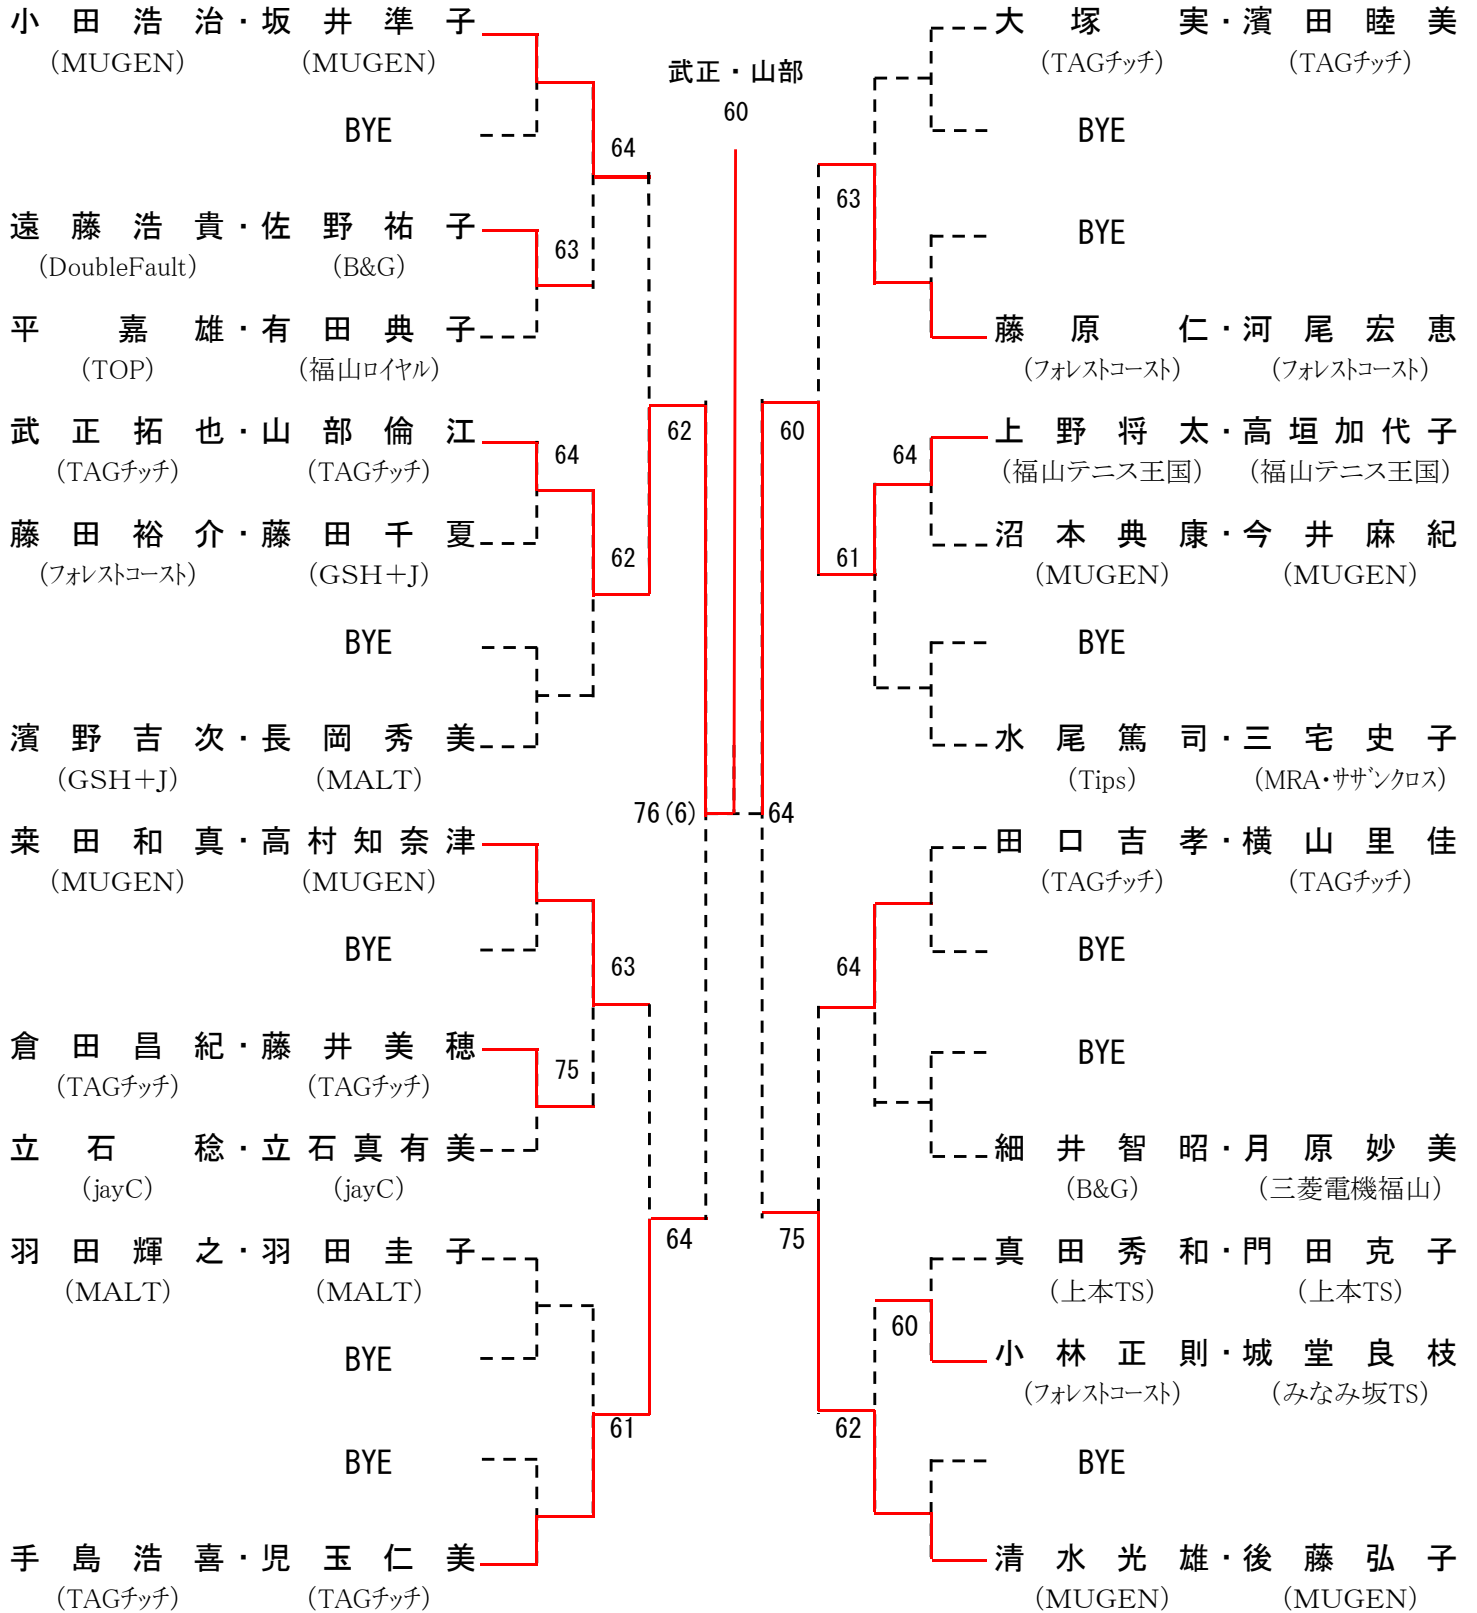 武正・山部
60
小田浩治・坂井準子
(MUGEN) (MUGEN)
BYE
64
遠藤浩貴・佐野祐子
(DoubleFault) (B&G)
63
平嘉雄・有田典子
(TOP) (福山ロイヤル)
武正拓也・山部倫江
(TAGチッチ) (TAGチッチ)
64
62
藤田裕介・藤田千夏
(フォレストコースト) (GSH+J)
62
BYE
濱野吉次・長岡秀美
(GSH+J) (MALT)
76(6)
桒田和真・高村知奈津
(MUGEN) (MUGEN)
BYE
63
倉田昌紀・藤井美穂
(TAGチッチ) (TAGチッチ)
75
立石稔・立石真有美
(jayC) (jayC)
64
羽田輝之・羽田圭子
(MALT) (MALT)
BYE
61
BYE
手島浩喜・児玉仁美
(TAGチッチ) (TAGチッチ)
大塚実・濱田睦美
(TAGチッチ) (TAGチッチ)
BYE
63
BYE
藤原仁・河尾宏恵
(フォレストコースト) (フォレストコースト)
60
上野将太・高垣加代子
(福山テニス王国) (福山テニス王国)
64
沼本典康・今井麻紀
(MUGEN) (MUGEN)
61
BYE
水尾篤司・三宅史子
(Tips) (MRA・サザンクロス)
64
田口吉孝・横山里佳
(TAGチッチ) (TAGチッチ)
BYE
64
BYE
細井智昭・月原妙美
(B&G) (三菱電機福山)
75
真田秀和・門田克子
(上本TS) (上本TS)
60
小林正則・城堂良枝
(フォレストコースト) (みなみ坂TS)
62
BYE
清水光雄・後藤弘子
(MUGEN) (MUGEN)